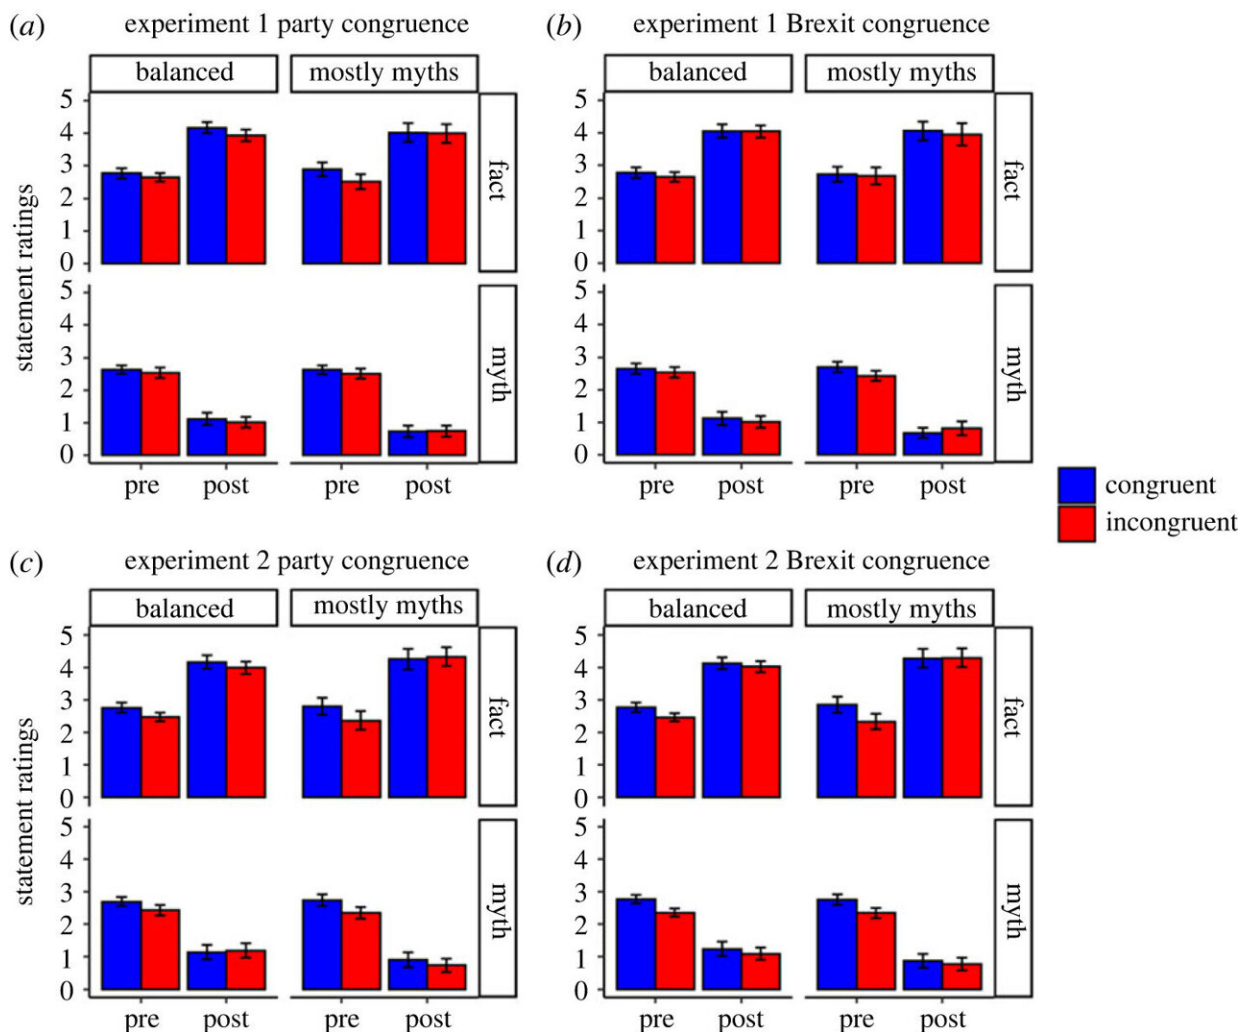 (a) experiment 1 party congruence
balanced mostly myths
5
4
3
2
1
0
fact
5
4
3
2
1
0
myth
statement ratings
pre post pre post
(b) experiment 1 Brexit congruence
balanced mostly myths
5
4
3
2
1
0
fact
5
4
3
2
1
0
myth
pre post pre post
congruent
incongruent
(c) experiment 2 party congruence
balanced mostly myths
5
4
3
2
1
0
fact
5
4
3
2
1
0
myth
statement ratings
pre post pre post
(d) experiment 2 Brexit congruence
balanced mostly myths
5
4
3
2
1
0
fact
5
4
3
2
1
0
myth
pre post pre post